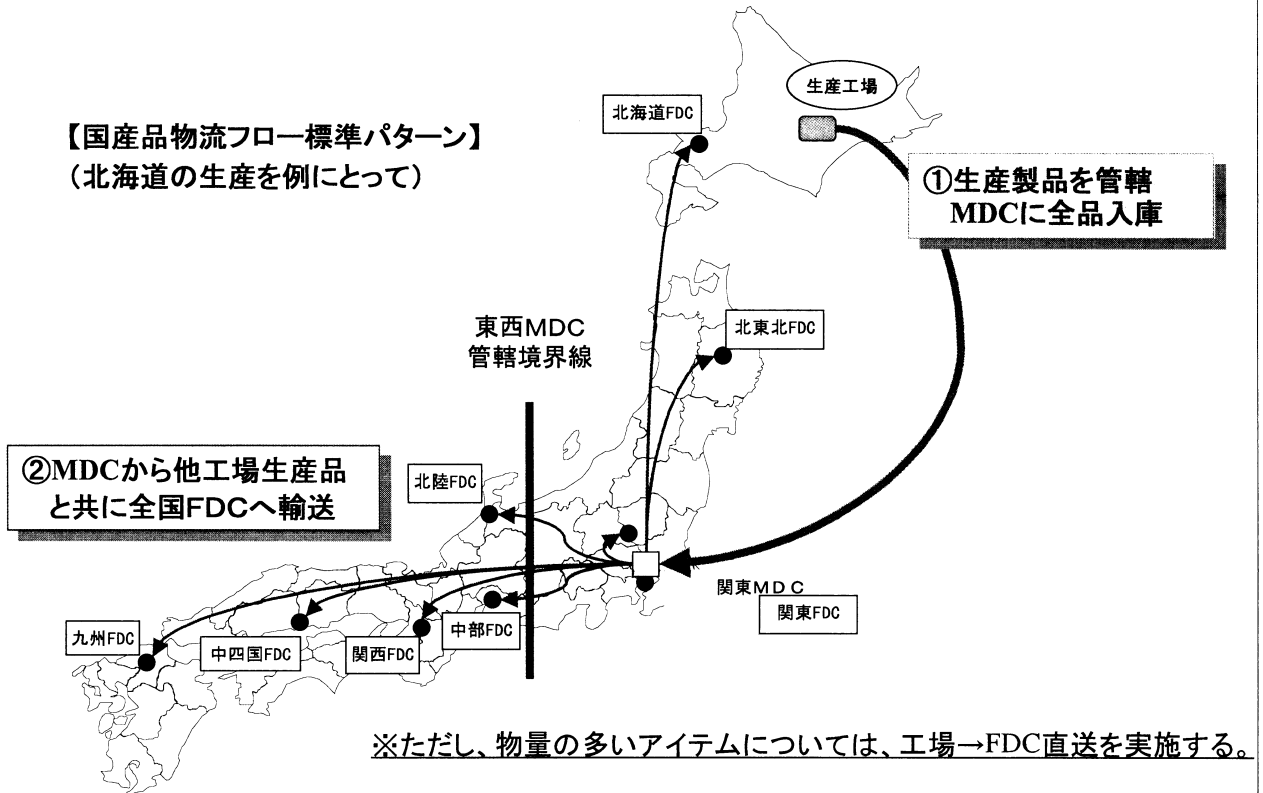 【国産品物流フロー標準パターン】
（北海道の生産を例にとって）
北海道FDC
生産工場
①生産製品を管轄
MDCに全品入庫
東西MDC
管轄境界線
北東北FDC
②MDCから他工場生産品
と共に全国FDCへ輸送
北陸FDC
関東MDC
関東FDC
九州FDC
中四国FDC
関西FDC
中部FDC
※ただし、物量の多いアイテムについては、工場→FDC直送を実施する。